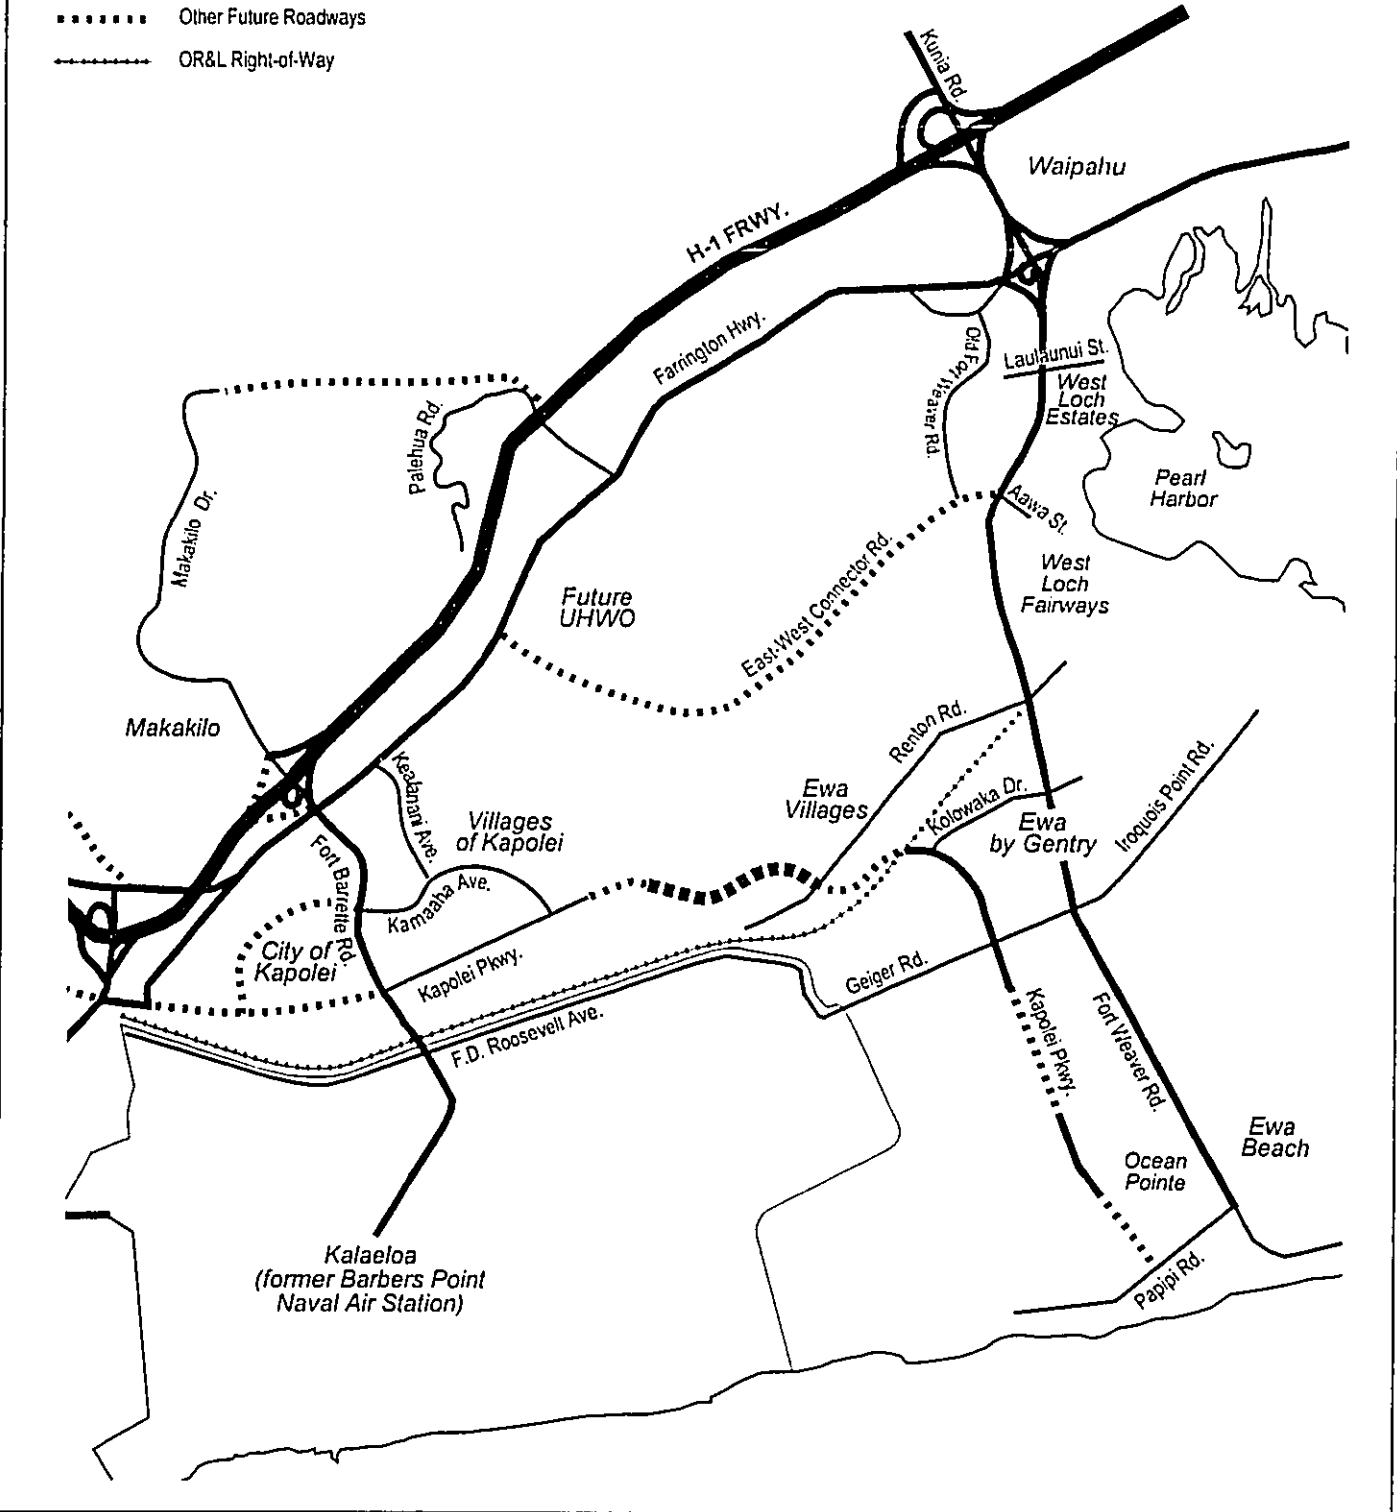 Other Future Roadways
OR&L Right-of-Way
Kunia Rd.
Waipahu
H-1 FRWY.
Farrington Hwy.
Old Fort Weaver Rd.
Laulaunui St.
West
Loch
Estates
Palehua Rd.
Pearl
Harbor
Makakilo Dr.
Aawa St.
East-West Connector Rd.
West
Loch
Fairways
Future
UHWO
Makakilo
Renton Rd.
Kealanani Ave.
Iroquois Point Rd.
Ewa
Villages
Kolowaka Dr.
Villages
of Kapolei
Ewa
by Gentry
Fort Barrette Rd.
Kamaaha Ave.
City of
Kapolei
Kapolei Pkwy.
Geiger Rd.
F.D. Roosevelt Ave.
Kapolei Pkwy.
Fort Weaver Rd.
Ewa
Beach
Ocean
Pointe
Kalaeloa
(former Barbers Point
Naval Air Station)
Papipi Rd.